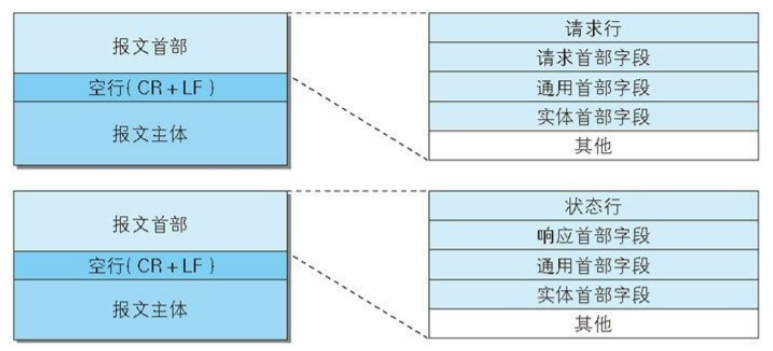 报文首部
空行(CR+LF)
报文主体
请求行
请求首部字段
通用首部字段
实体首部字段
其他
报文首部
空行(CR+LF)
报文主体
状态行
响应首部字段
通用首部字段
实体首部字段
其他